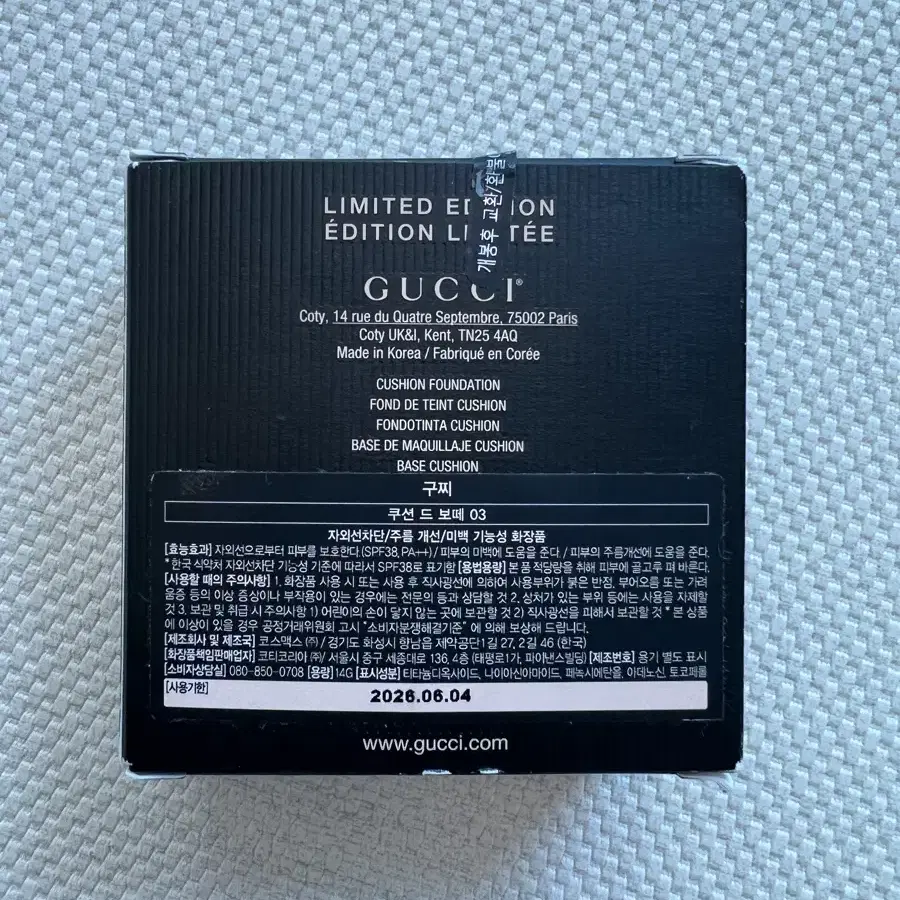 개봉후 교환/환불
LIMITED EDITION
ÉDITION LIMITÉE
GUCCI®
Coty, 14 rue du Quatre Septembre, 75002 Paris
Coty UK&I, Kent, TN25 4AQ
Made in Korea / Fabriqué en Corée
CUSHION FOUNDATION
FOND DE TEINT CUSHION
FONDOTINTA CUSHION
BASE DE MAQUILLAJE CUSHION
BASE CUSHION
구찌
쿠션 드 보떼 03
자외선차단/주름 개선/미백 기능성 화장품
[효능효과] 자외선으로부터 피부를 보호한다.(SPF38, PA++) / 피부의 미백에 도움을 준다. / 피부의 주름개선에 도움을 준다.
*한국 식약처 자외선차단 기능성 기준에 따라서 SPF38로 표기함 [용법용량] 본 품 적당량을 취해 피부에 골고루 펴 바른다.
[사용할 때의 주의사항] 1. 화장품 사용 시 또는 사용 후 직사광선에 의하여 사용부위가 붉은 반점, 부어오름 또는 가려
움증 등의 이상 증상이나 부작용이 있는 경우에는 전문의 등과 상담할 것 2. 상처가 있는 부위 등에는 사용을 자제할
것 3. 보관 및 취급 시 주의사항 1) 어린이의 손이 닿지 않는 곳에 보관할 것 2) 직사광선을 피해서 보관할 것 * 본 상품
에 이상이 있을 경우 공정거래위원회 고시 "소비자분쟁해결기준" 에 의해 보상해 드립니다.
[제조회사 및 제조국] 코스맥스 ㈜/ 경기도 화성시 향남읍 제약공단1길 27, 2길 46 (한국)
[화장품책임판매업자] 코티코리아 ㈜/ 서울시 중구 세종대로 136, 4층 (태평로1가, 파이낸스빌딩) [제조번호] 용기 별도 표시
[소비자상담실] 080-850-0708 [용량] 14G [표시성분] 티타늄디옥사이드, 나이아신아마이드, 페녹시에탄올, 아데노신, 토코페롤
[사용기한] 2026.06.04
www.gucci.com